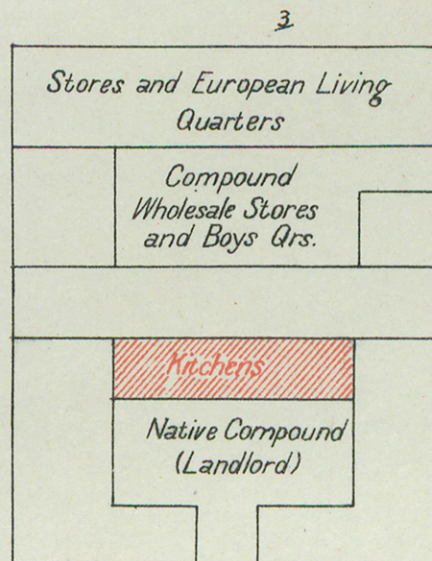 3
Stores and European Living
Quarters
Compound
Wholesale Stores
and Boys Qrs.
Kitchens
Native Compound
(Landlord)